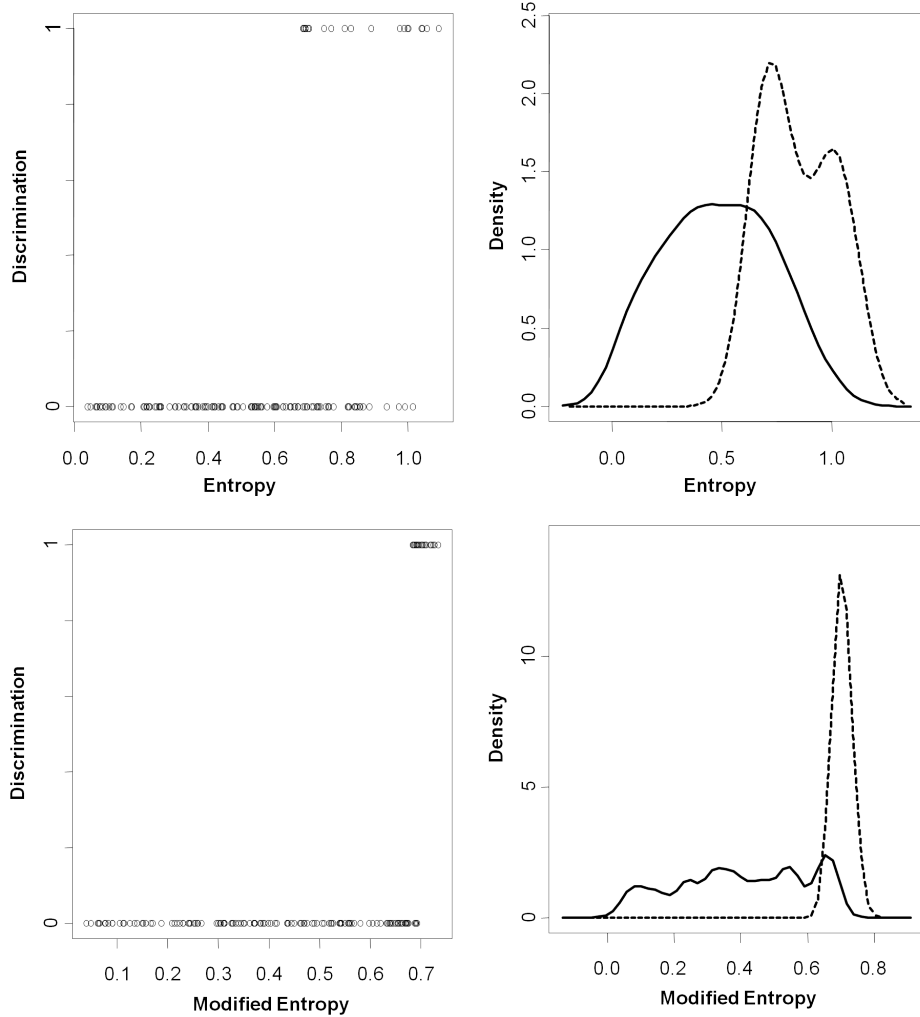 1
0
Discrimination
0.0 0.2 0.4 0.6 0.8 1.0
Entropy
2.5
2.0
1.5
1.0
0.5
0.0
Density
0.0 0.5 1.0
Entropy
1
0
Discrimination
0.1 0.2 0.3 0.4 0.5 0.6 0.7
Modified Entropy
10
5
0
Density
0.0 0.2 0.4 0.6 0.8
Modified Entropy